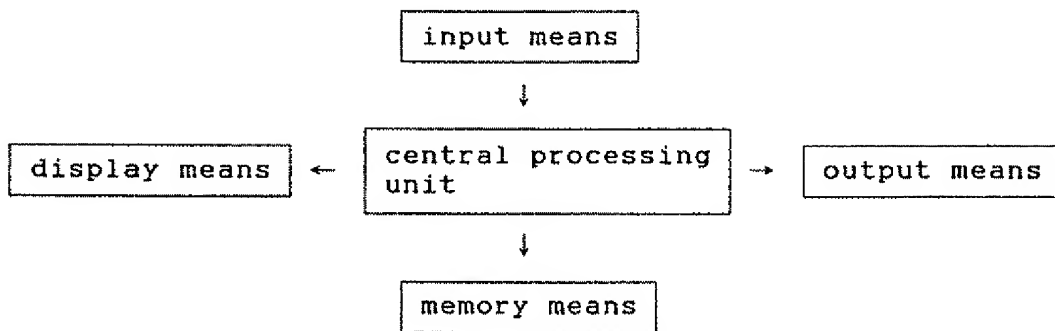 input means
↓
display means ← central processing unit → output means
↓
memory means